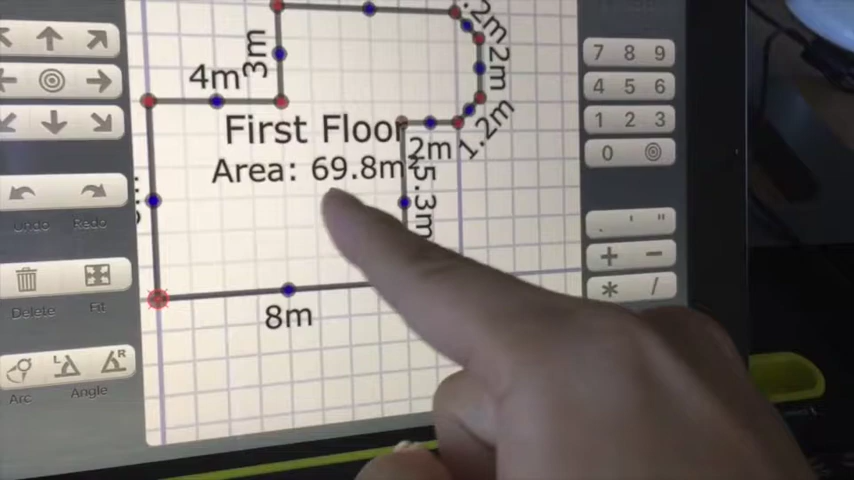 .2m
3m
4m
2m
1.2m
First Floor
2m
Area: 69.8m²
5.3m
8m
Undo Redo
Delete Fit
L R
Arc Angle
7 8 9
4 5 6
1 2 3
0
. ' "
+ -
* /